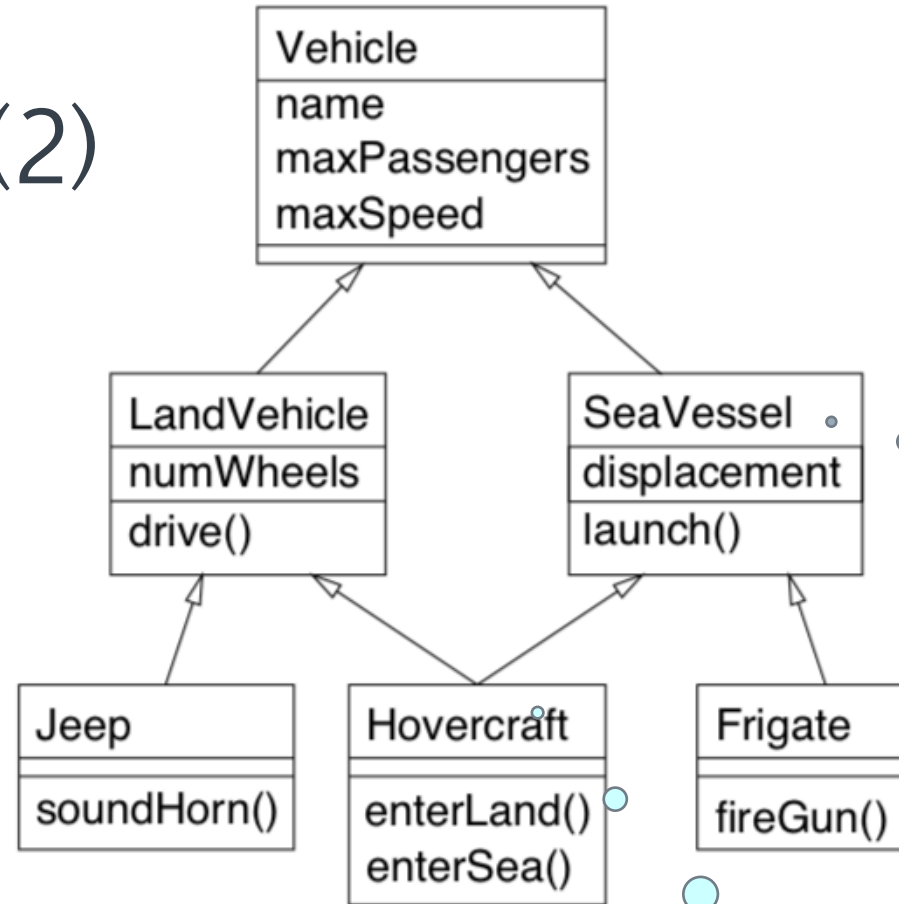 (2)
Vehicle
name
maxPassengers
maxSpeed
LandVehicle
numWheels
drive()
SeaVessel
displacement
launch()
Jeep
soundHorn()
Hovercraft
enterLand()
enterSea()
Frigate
fireGun()